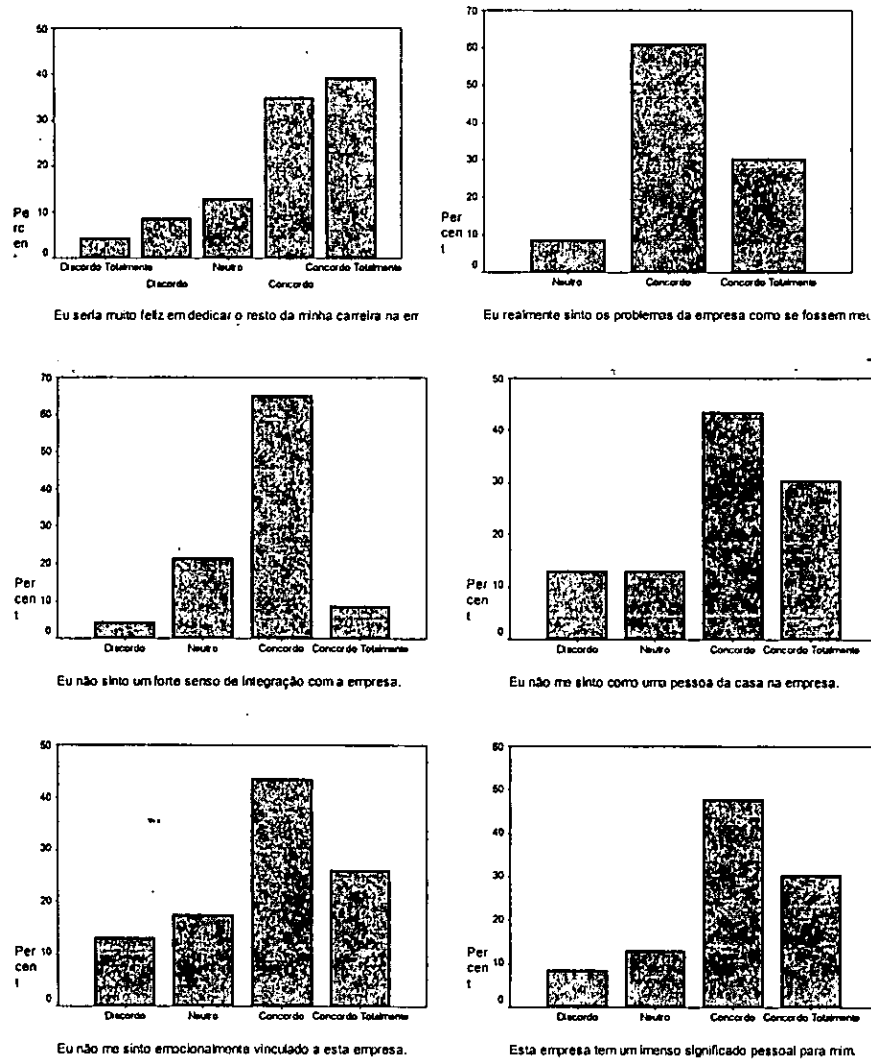 50
40
30
20
10
0
Pe
rc
en
Discordo Totalmente
Discordo
Neutro
Concordo
Concordo Totalmente
Eu seria muito feliz em dedicar o resto da minha carreira na em
70
60
50
40
30
20
10
0
Per
cen
t
Neutro
Concordo
Concordo Totalmente
Eu realmente sinto os problemas da empresa como se fossem meu
70
60
50
40
30
20
10
0
Per
cen
t
Discordo
Neutro
Concordo
Concordo Totalmente
Eu não sinto um forte senso de integração com a empresa.
50
40
30
20
10
0
Per
cen
t
Discordo
Neutro
Concordo
Concordo Totalmente
Eu não me sinto como uma pessoa da casa na empresa.
50
40
30
20
10
0
Per
cen
t
Discordo
Neutro
Concordo
Concordo Totalmente
Eu não me sinto emocionalmente vinculado a esta empresa.
60
50
40
30
20
10
0
Per
cen
t
Discordo
Neutro
Concordo
Concordo Totalmente
Esta empresa tem um imenso significado pessoal para mim.